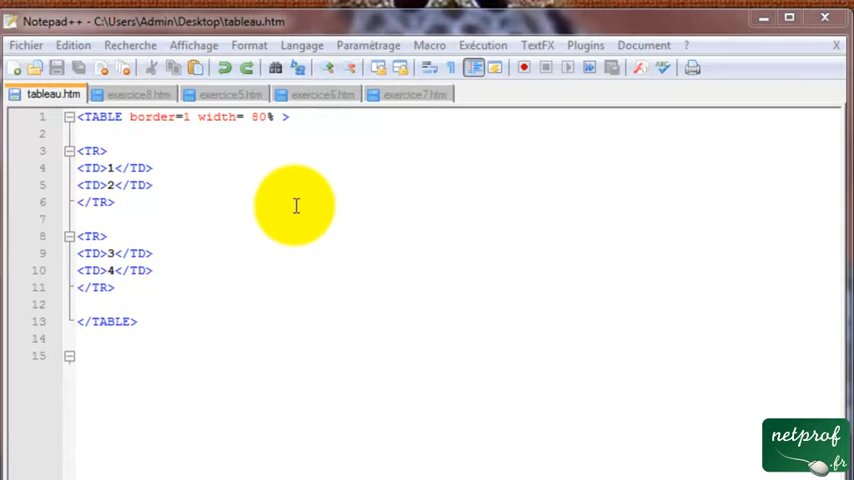 Notepad++ - C:\Users\Admin\Desktop\tableau.htm
Fichier Edition Recherche Affichage Format Langage Paramétrage Macro Exécution TextFX Plugins Document ? X
tableau.htm exercice8.htm exercice5.htm exercice6.htm exercice7.htm
1 <TABLE border=1 width= 80% >
2
3 <TR>
4 <TD>1</TD>
5 <TD>2</TD>
6 </TR>
7
8 <TR>
9 <TD>3</TD>
10 <TD>4</TD>
11 </TR>
12
13 </TABLE>
14
15
netprof
.fr